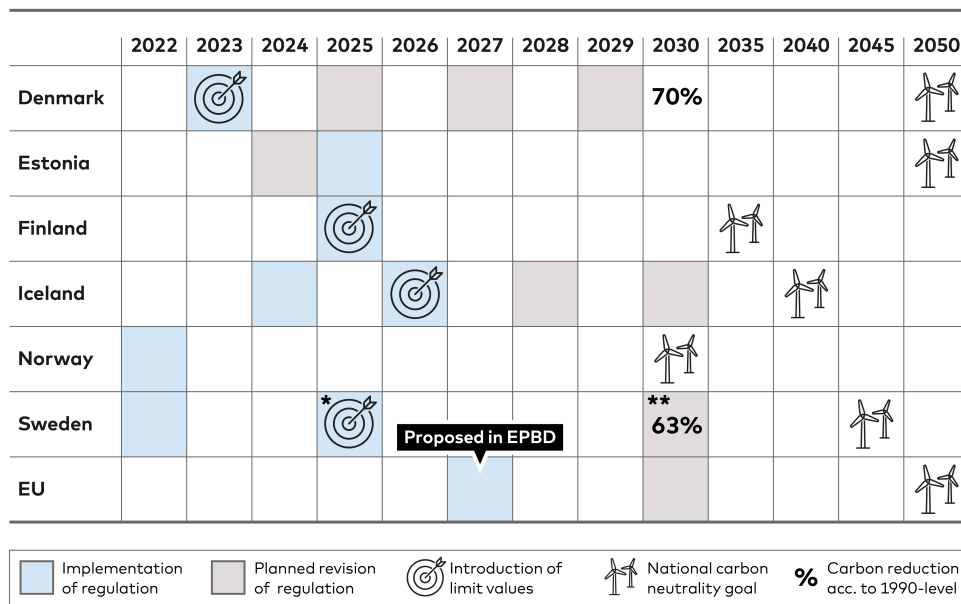 2022 2023 2024 2025 2026 2027 2028 2029 2030 2035 2040 2045 2050
Denmark 70%
Estonia
Finland
Iceland
Norway
Sweden * ** 63%
Proposed in EPBD
EU
Implementation of regulation
Planned revision of regulation
Introduction of limit values
National carbon neutrality goal
% Carbon reduction acc. to 1990-level